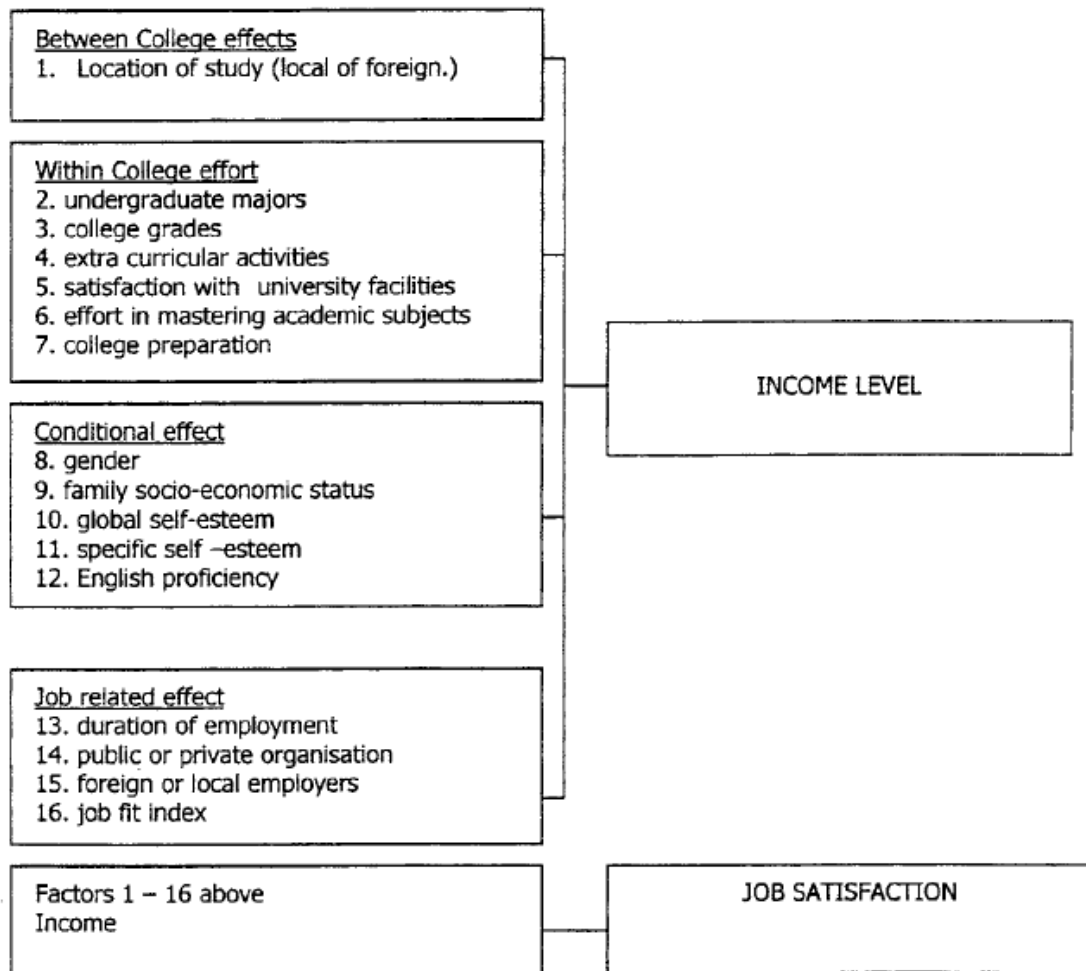 Between College effects
1. Location of study (local of foreign.)
Within College effort
2. undergraduate majors
3. college grades
4. extra curricular activities
5. satisfaction with university facilities
6. effort in mastering academic subjects
7. college preparation
INCOME LEVEL
Conditional effect
8. gender
9. family socio-economic status
10. global self-esteem
11. specific self –esteem
12. English proficiency
Job related effect
13. duration of employment
14. public or private organisation
15. foreign or local employers
16. job fit index
Factors 1 – 16 above
Income
JOB SATISFACTION